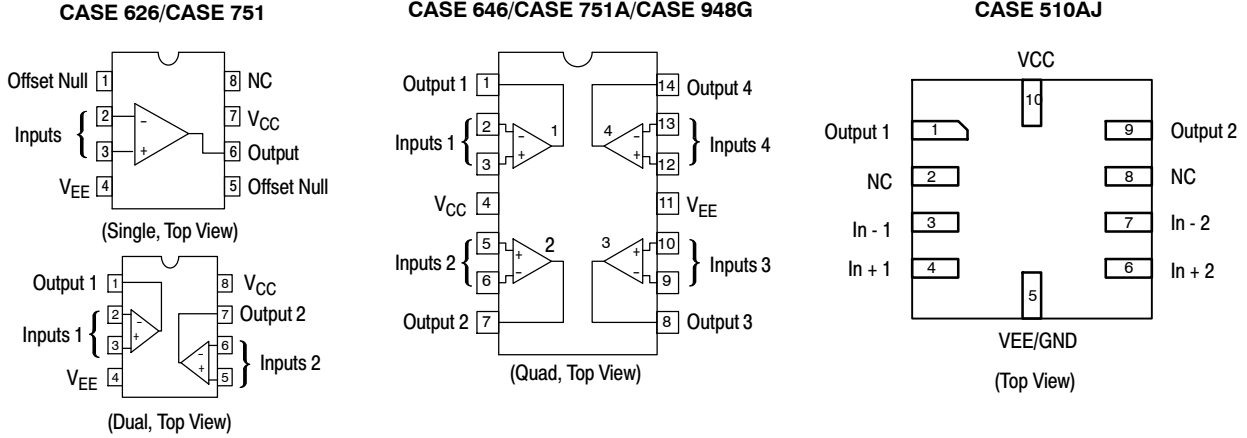 CASE 626/CASE 751
Offset Null 1
8 NC
Inputs
2
–
7 VCC
3
+
6 Output
VEE 4
5 Offset Null
(Single, Top View)
Output 1 1
8 VCC
Inputs 1
2
–
7 Output 2
3
+
–
6
Inputs 2
VEE 4
+
5
(Dual, Top View)
CASE 646/CASE 751A/CASE 948G
Output 1 1
14 Output 4
Inputs 1
2
–
1
4
–
13
Inputs 4
3
+
+
12
VCC 4
11 VEE
Inputs 2
5
+
2
3
+
10
Inputs 3
6
–
–
9
Output 2 7
8 Output 3
(Quad, Top View)
CASE 510AJ
VCC
10
Output 1 1
9 Output 2
NC 2
8 NC
In - 1 3
7 In - 2
In + 1 4
6 In + 2
5
VEE/GND
(Top View)